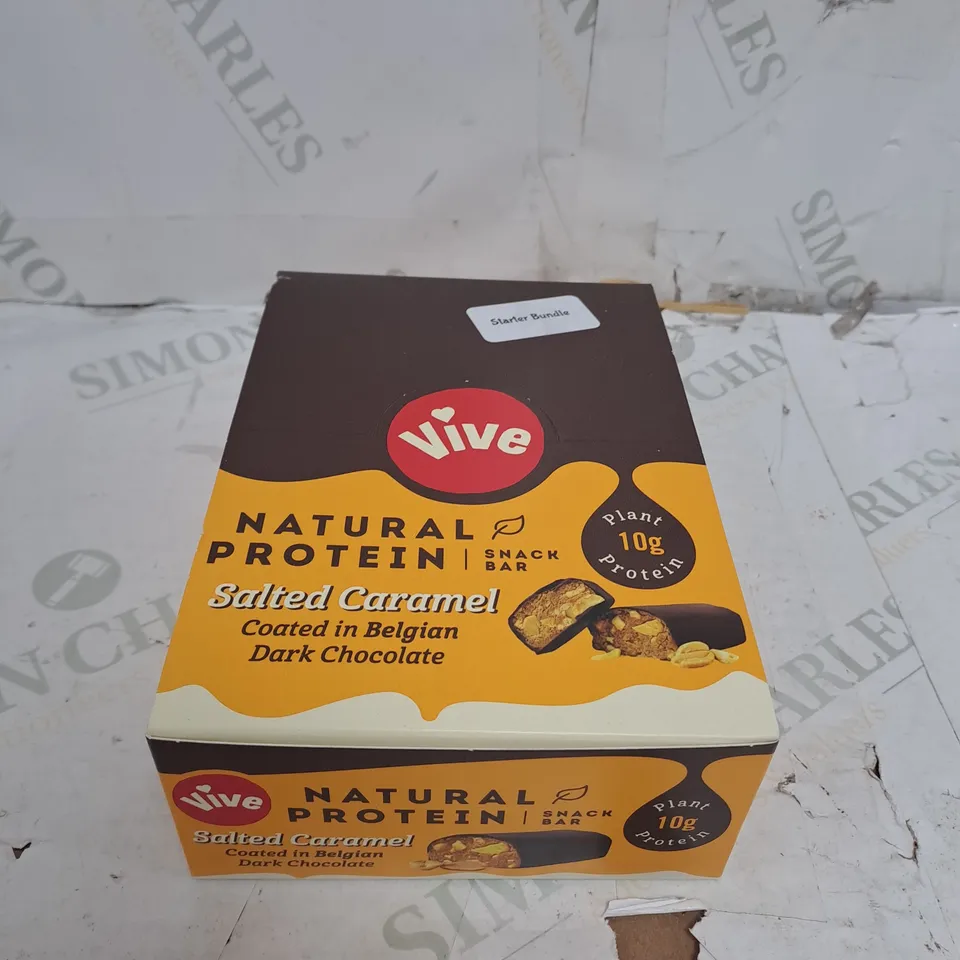 Starter Bundle
Vive
NATURAL
PROTEIN
SNACK
BAR
Plant
10g
Protein
Salted Caramel
Coated in Belgian
Dark Chocolate
Vive
NATURAL
PROTEIN
SNACK
BAR
Plant
10g
Protein
Salted Caramel
Coated in Belgian
Dark Chocolate